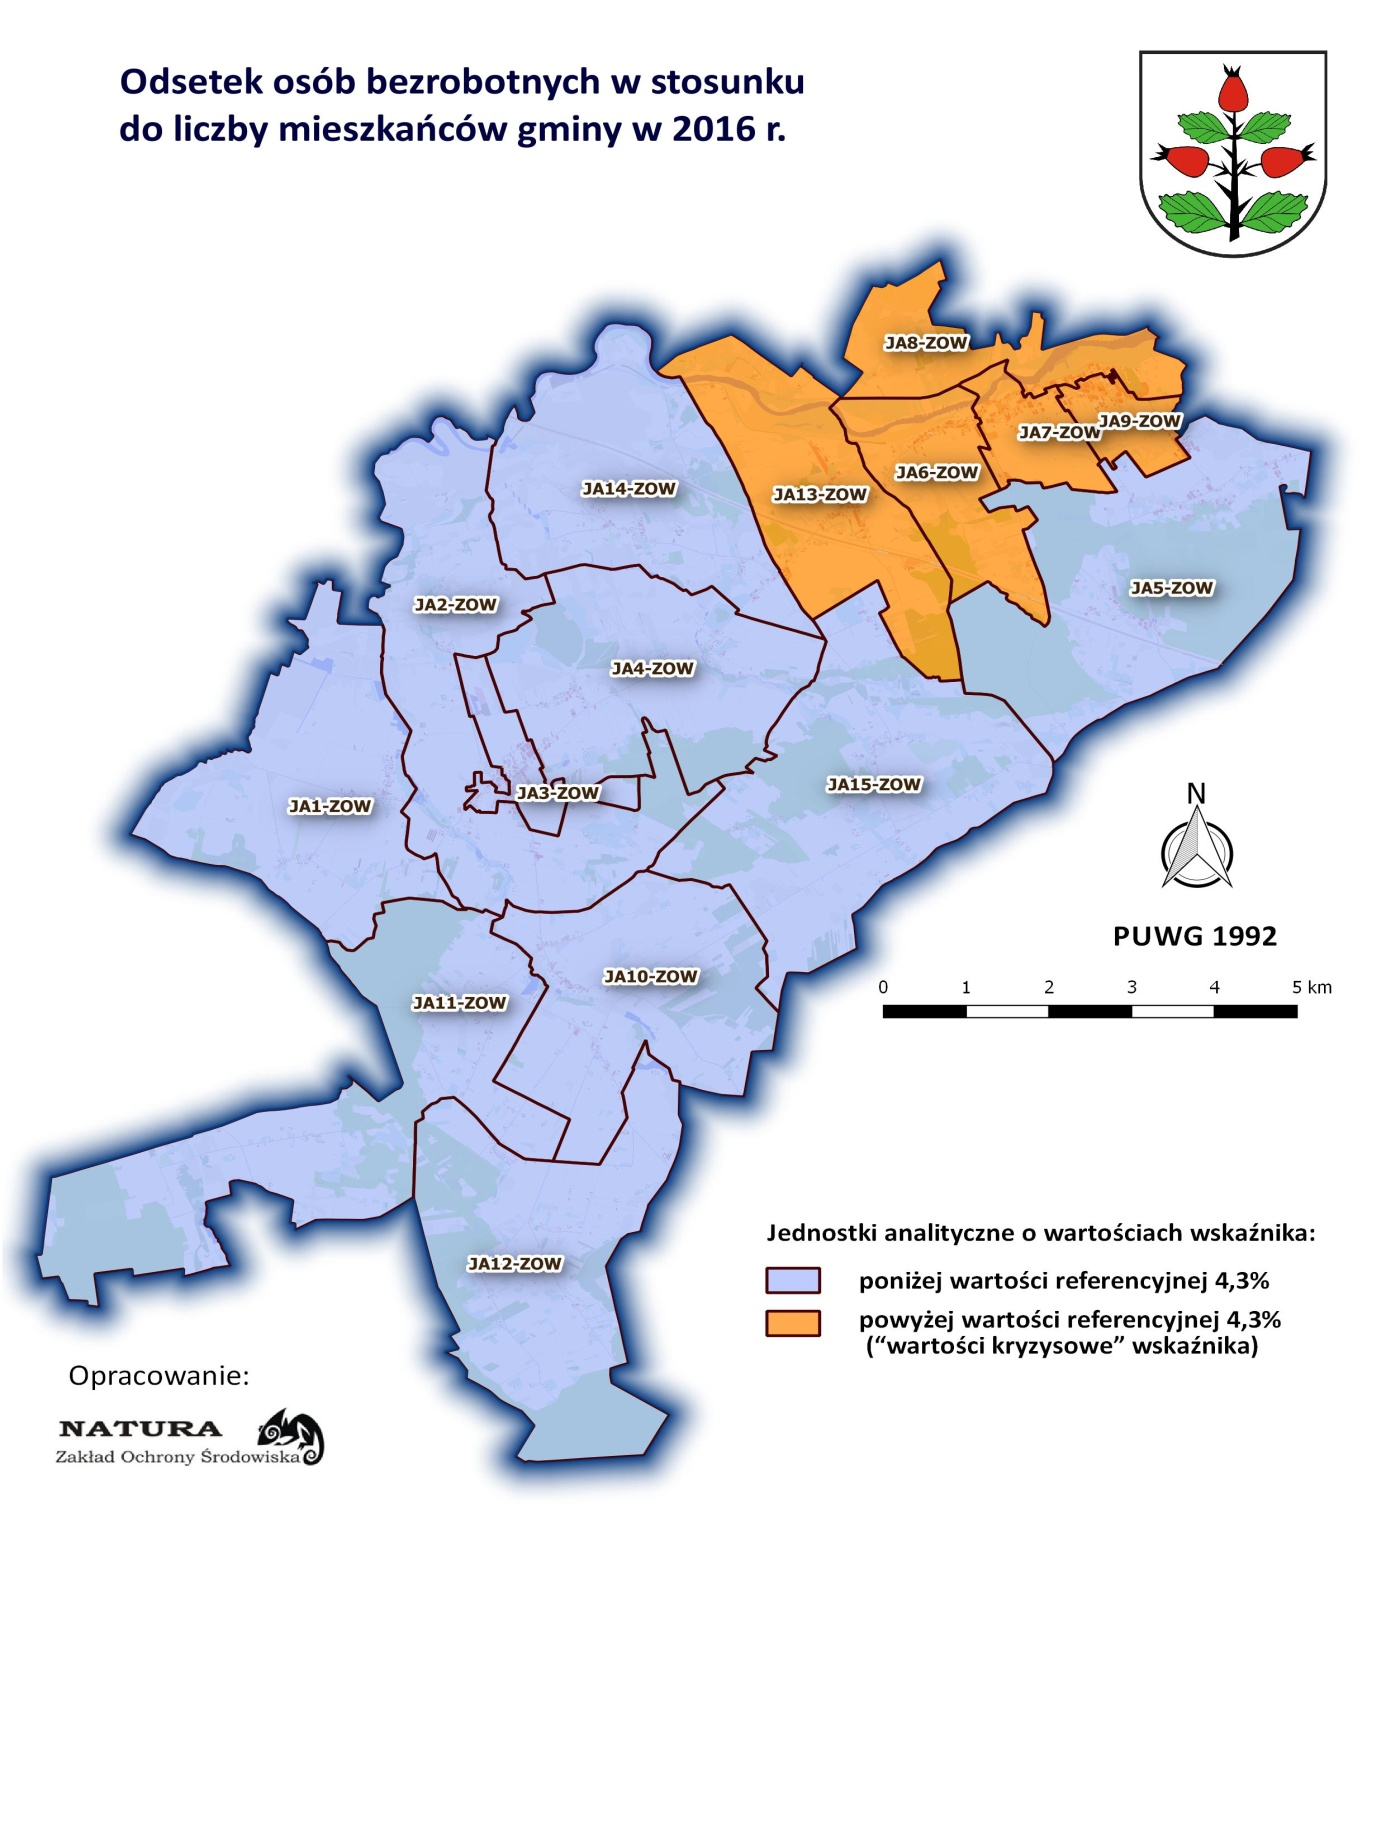 Odsetek osób bezrobotnych w stosunku
do liczby mieszkańców gminy w 2016 r.
JA8-ZOW
JA7-ZOW
JA9-ZOW
JA6-ZOW
JA13-ZOW
JA14-ZOW
JA5-ZOW
JA2-ZOW
JA4-ZOW
JA15-ZOW
JA3-ZOW
JA1-ZOW
N
PUWG 1992
JA10-ZOW
JA11-ZOW
0 1 2 3 4 5 km
JA12-ZOW
Jednostki analityczne o wartościach wskaźnika:
poniżej wartości referencyjnej 4,3%
powyżej wartości referencyjnej 4,3%
(“wartości kryzysowe” wskaźnika)
Opracowanie:
NATURA
Zakład Ochrony Środowiska